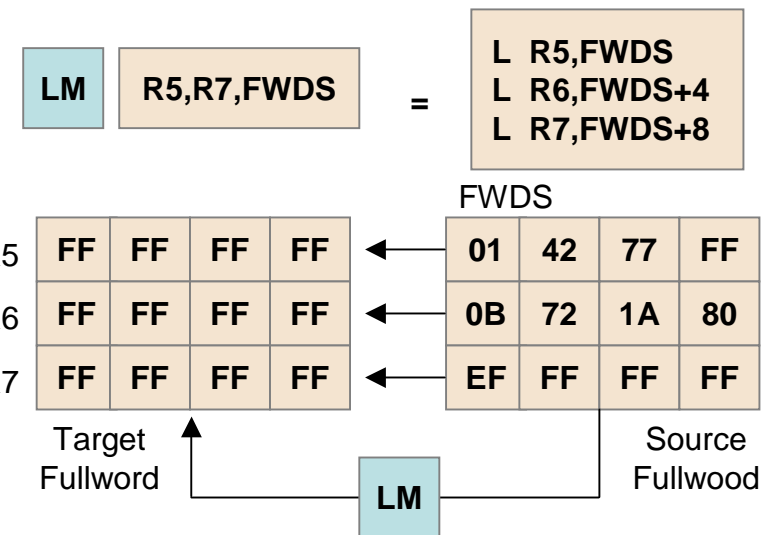 LM R5,R7,FWDS = L R5,FWDS
L R6,FWDS+4
L R7,FWDS+8
FWDS
5 FF FF FF FF 01 42 77 FF
6 FF FF FF FF 0B 72 1A 80
7 FF FF FF FF EF FF FF FF
Target
Fullword
Source
Fullwood
LM